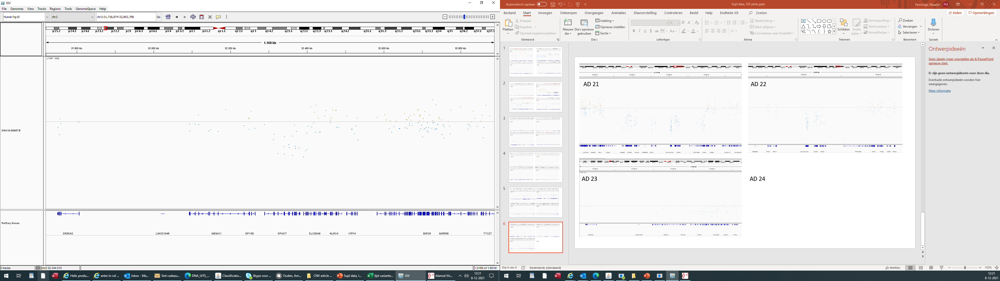 IGV
File Genomes View Tracks Regions Tools GenomeSpace Help
Human hg19 chr2 chr2:31,718,874-32,892,798 Go
p25.2 p24.3 p24.1 p23.2 p22.2 p21 p16.3 p16.1 p14 p13.2 p12 p11.2 q11.1 q12.1 q13 q14.2 q21.1 q22.1 q23.3 q24.2 q31.1 q32.1 q33.1 q34 q35 q36.2 q37.1 q37.3
1.168 kb
31.800 kb 32.000 kb 32.200 kb 32.400 kb 32.600 kb 32.800 kb
DNA19-06967B
RefSeq Genes
SRD5A2 LINC01946 MEMO1 DPY30 SPAST SLC30A6 NLRC4 YIPF4 BIRC6 MIR558 TTC27
3 tracks chr2:32.344.515 1.215M of 1.601M
Automatisch opslaan Supl data, IGV plots.pptx Pennings, Maartje PM
Bestand Start Invoegen Ontwerpen Overgangen Animaties Diavoorstelling Controleren Beeld Help EndNote X9 Zoeken Delen Opmerkingen
Plakken Knippen Kopiëren Opmaak kopiëren/plakken
Klembord
Nieuwe dia Dia's opnieuw gebruiken Indeling Opnieuw instellen Sectie
Dia's
18
Lettertype
Tekstrichting Tekst uitlijnen Converteren naar SmartArt
Alinea
Schikken Snelle stijlen Vormopvulling Vormcontour Vormeffecten
Tekenen
Zoeken Vervangen Selecteren
Bewerken
Dicteren
Spraak
1
2
3
4
5
6
AD 21
AD 22
AD 23
AD 24
Ontwerpideeën
Geen ideeën meer voorstellen als ik PowerPoint
opnieuw start.
Er zijn geen ontwerpideeën voor deze dia.
Eventuele ontwerpideeën worden hier
weergegeven.
Meer informatie
Dia 6 van 6 Nederlands (standaard) Notities 103%
Helix produ... enter in cel ... Inbox - Ma... Sint cadeau... DNA_UITS_... Classificatio... Skype voor ... Ouden, Am... CNV article ... Supl data, I... lijst variante... IGV Alamut Vis...
12:21
8-12-2021
12:21
8-12-2021